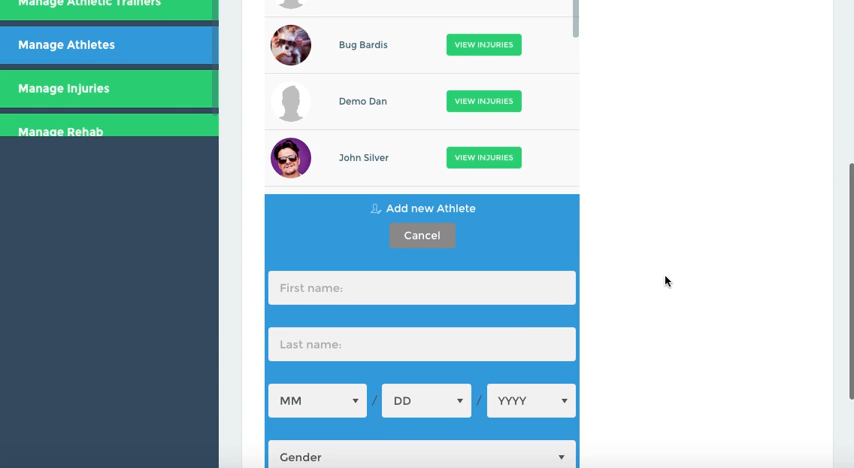 Manage Athletic Trainers
Manage Athletes
Manage Injuries
Manage Rehab
Bug Bardis
VIEW INJURIES
Demo Dan
VIEW INJURIES
John Silver
VIEW INJURIES
Add new Athlete
Cancel
First name:
Last name:
MM / DD / YYYY
Gender